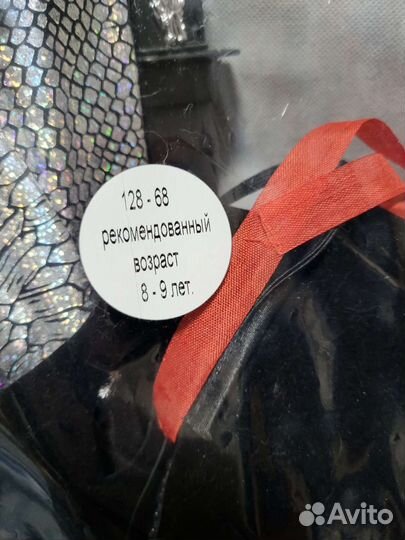 128 - 68
рекомендованный
возраст
8 - 9 лет.
Avito